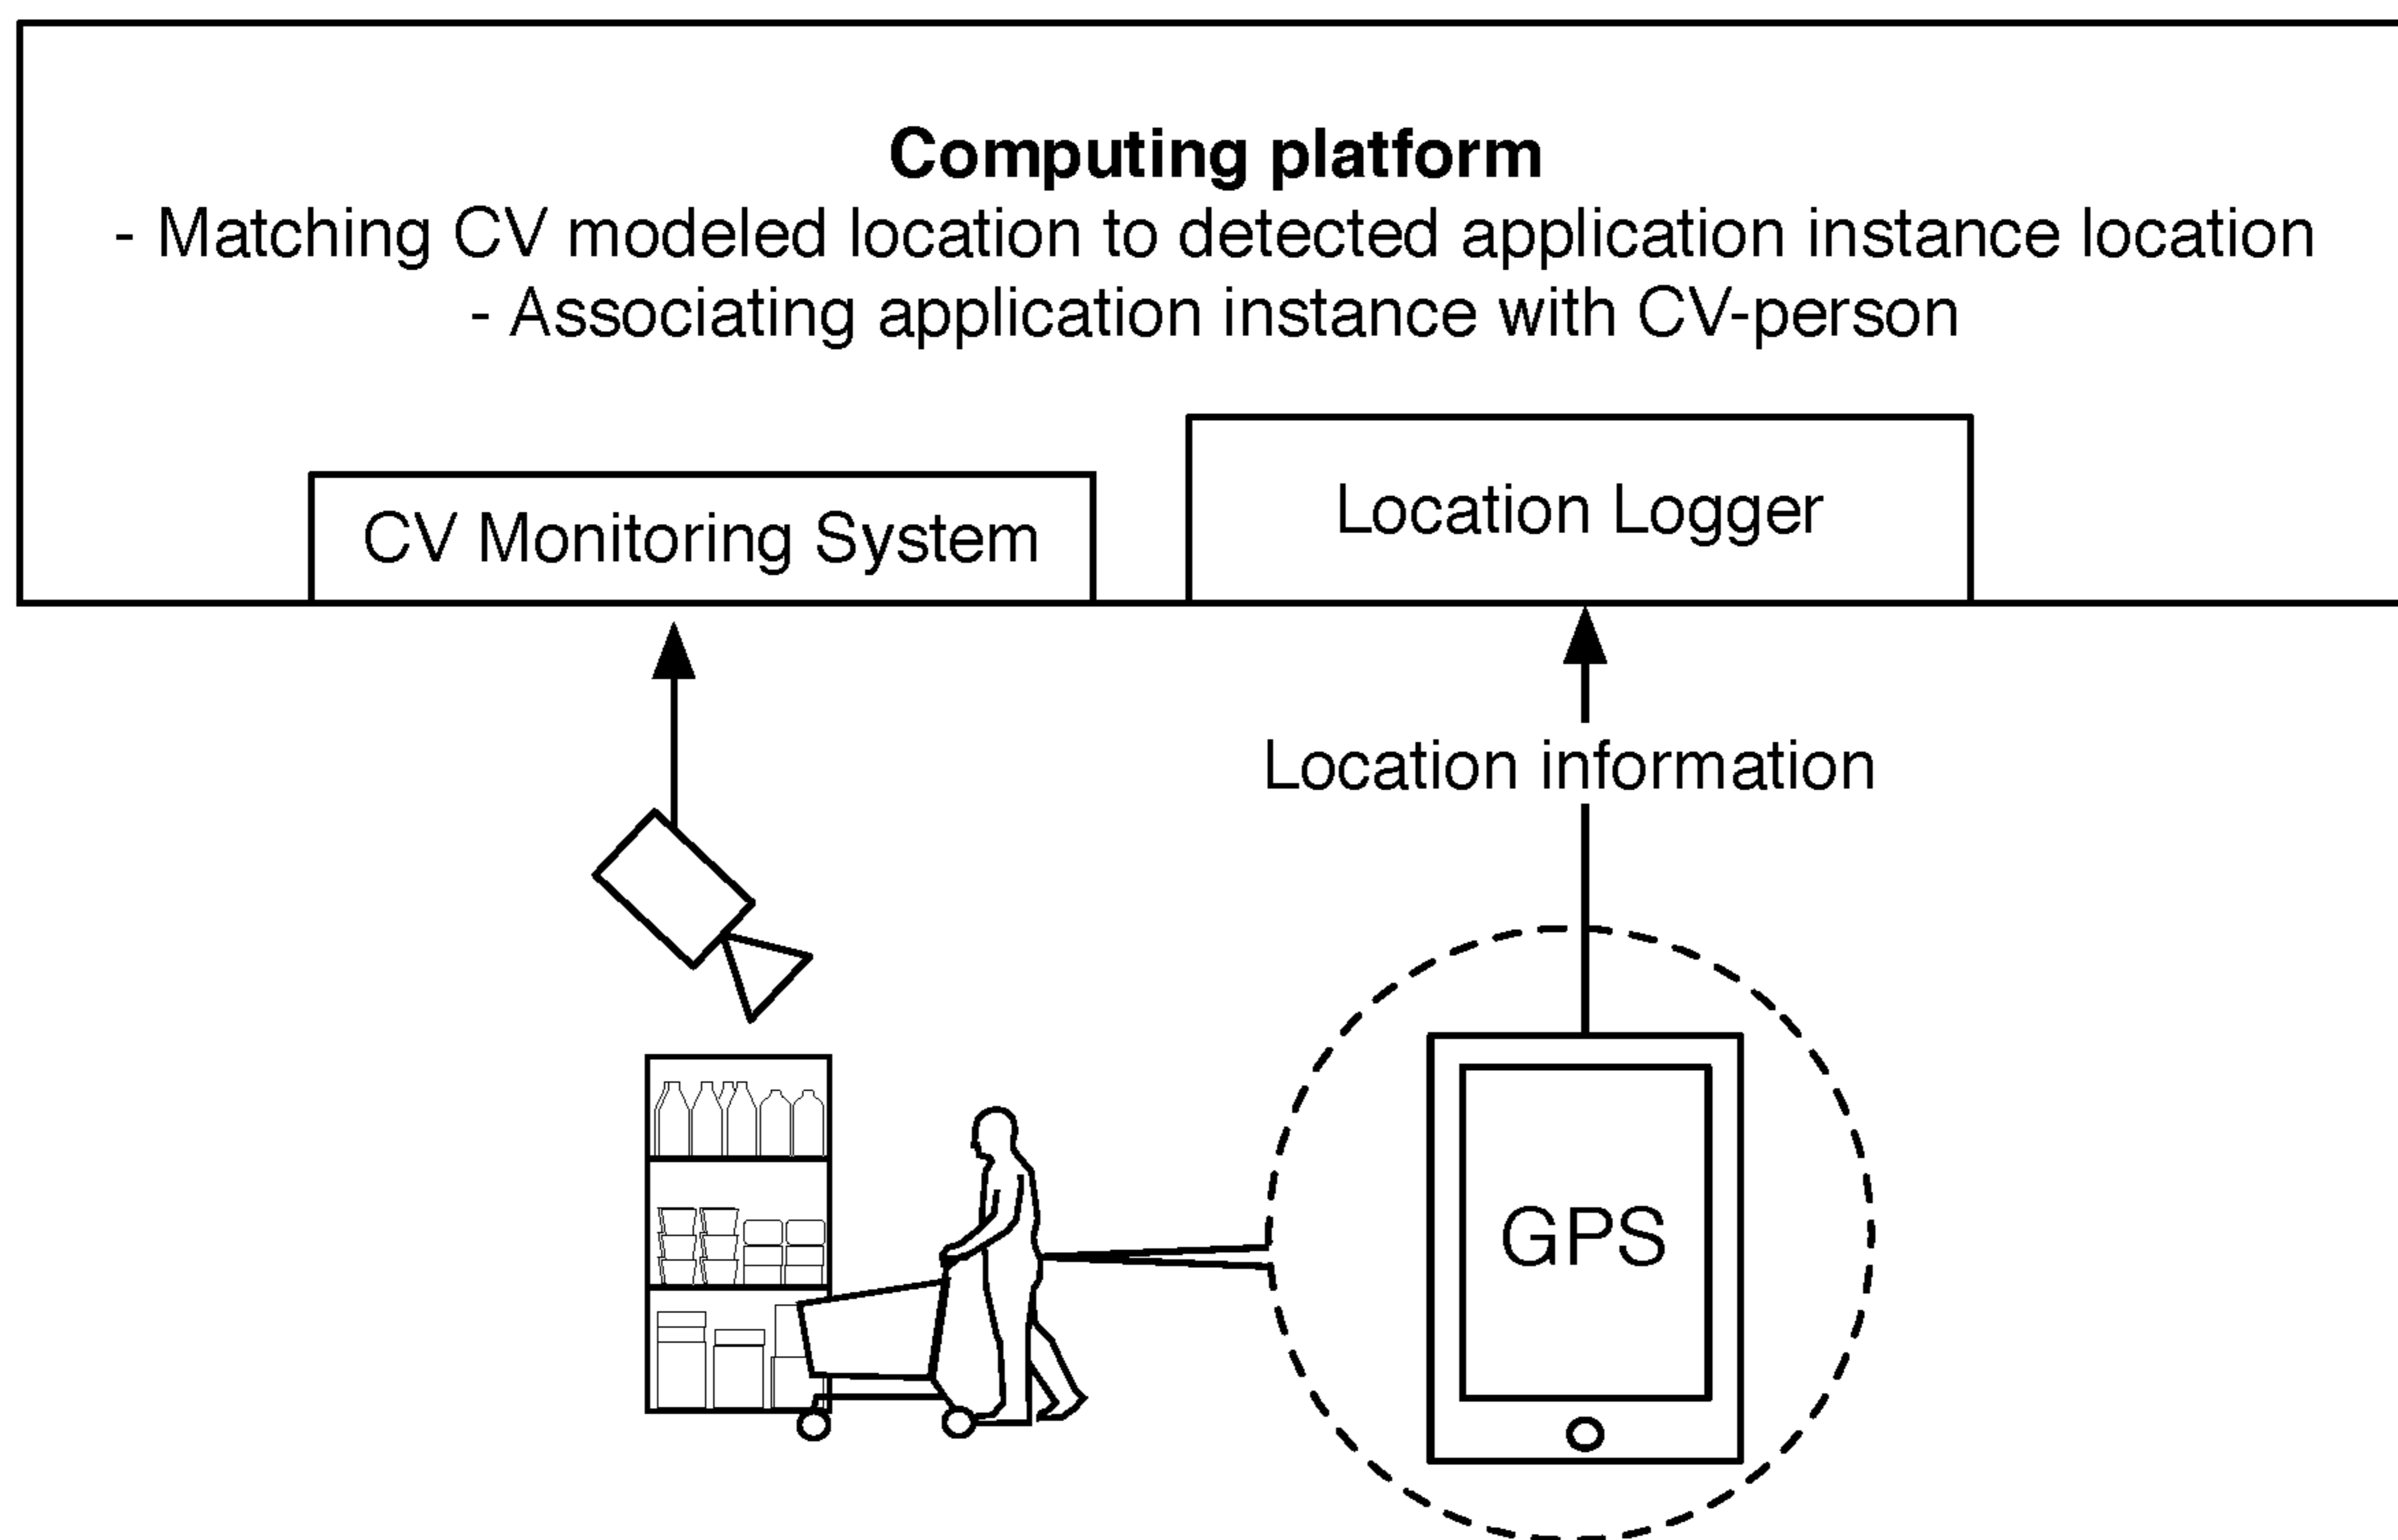 Computing platform
- Matching CV modeled location to detected application instance location
- Associating application instance with CV-person
CV Monitoring System
Location Logger
Location information
GPS